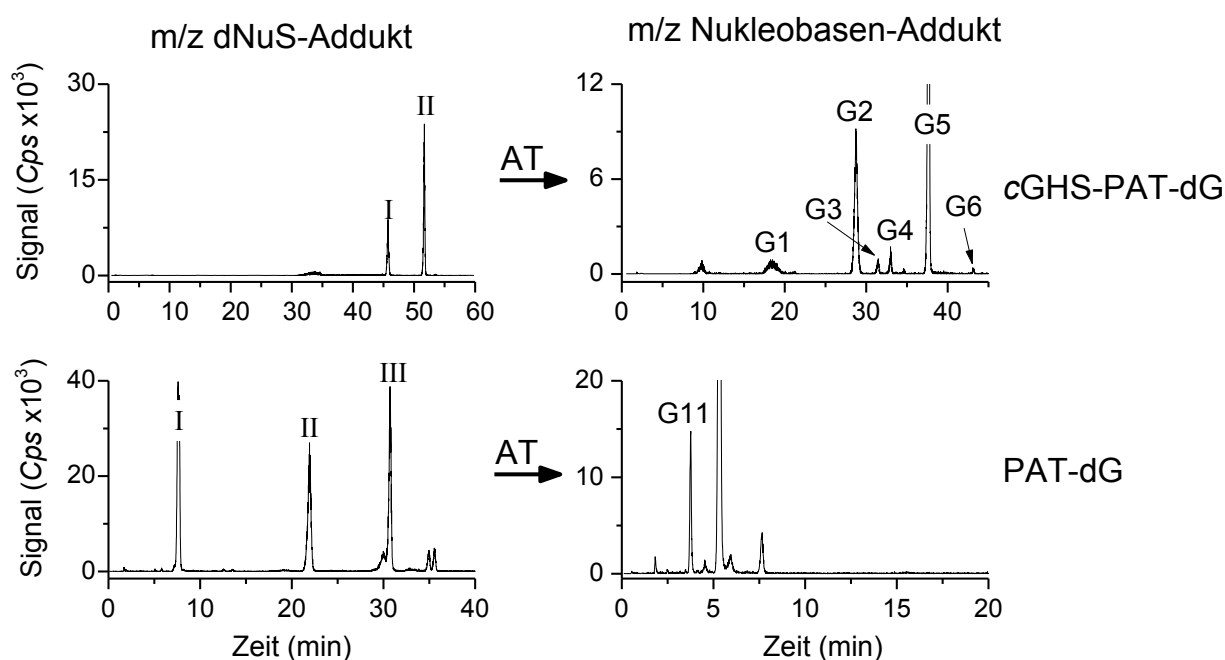 m/z dNuS-Addukt
m/z Nukleobasen-Addukt
Signal (Cps x10³)
30
15
0
I
II
0 10 20 30 40 50 60
AT
12
6
0
G1
G2
G3
G4
G5
G6
0 10 20 30 40
cGHS-PAT-dG
Signal (Cps x10³)
40
20
0
I
II
III
0 10 20 30 40
Zeit (min)
AT
20
10
0
G11
0 5 10 15 20
Zeit (min)
PAT-dG